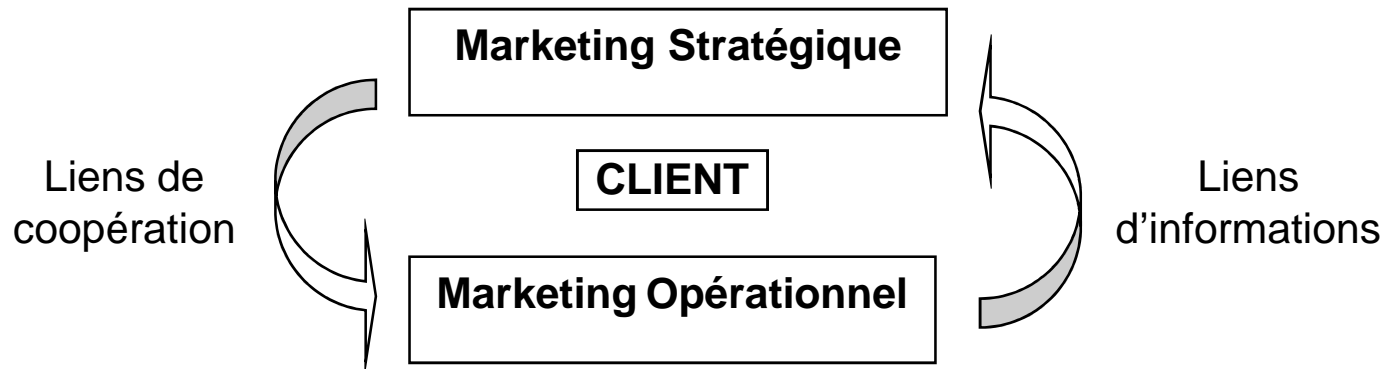 Marketing Stratégique
Liens de
coopération
CLIENT
Liens
d'informations
Marketing Opérationnel